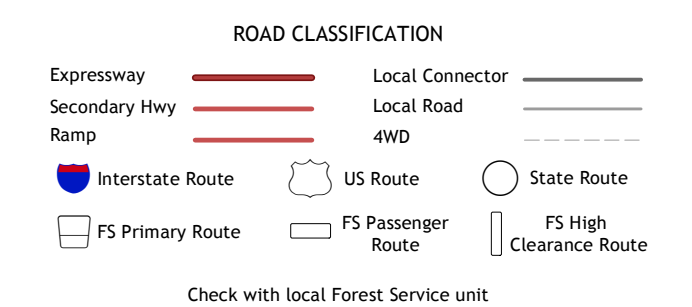 ROAD CLASSIFICATION
Expressway
Local Connector
Secondary Hwy
Local Road
Ramp
4WD
Interstate Route
US Route
State Route
FS Primary Route
FS Passenger
Route
FS High
Clearance Route
Check with local Forest Service unit